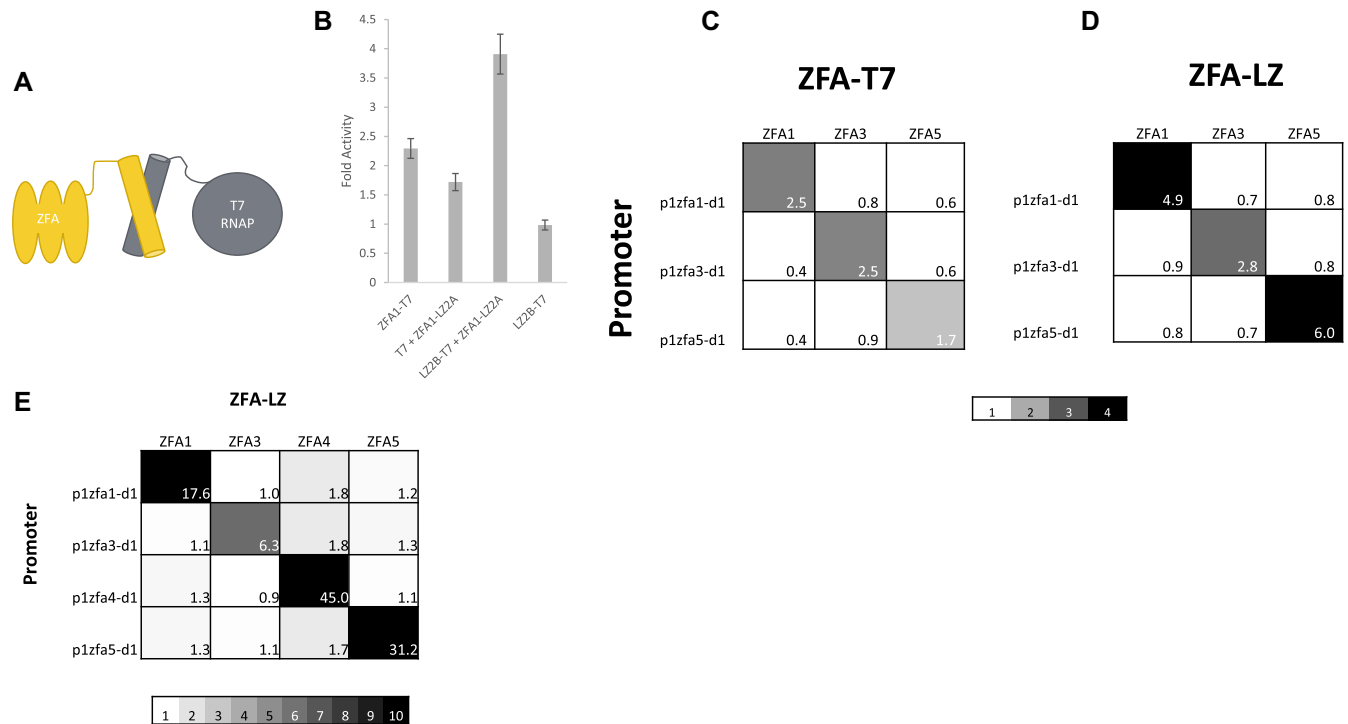 A
ZFA
T7
RNAP
B
Fold Activity
4.5
4
3.5
3
2.5
2
1.5
1
0.5
0
ZFA1-T7
T7 + ZFA1-LZ2A
LZ2B-T7 + ZFA1-LZ2A
LZ2B-T7
C
ZFA-T7
Promoter
ZFA1 ZFA3 ZFA5
p1zfa1-d1 2.5 0.8 0.6
p1zfa3-d1 0.4 2.5 0.6
p1zfa5-d1 0.4 0.9 1.7
D
ZFA-LZ
ZFA1 ZFA3 ZFA5
p1zfa1-d1 4.9 0.7 0.8
p1zfa3-d1 0.9 2.8 0.8
p1zfa5-d1 0.8 0.7 6.0
1 2 3 4
E
ZFA-LZ
Promoter
ZFA1 ZFA3 ZFA4 ZFA5
p1zfa1-d1 17.6 1.0 1.8 1.2
p1zfa3-d1 1.1 6.3 1.8 1.3
p1zfa4-d1 1.3 0.9 45.0 1.1
p1zfa5-d1 1.3 1.1 1.7 31.2
1 2 3 4 5 6 7 8 9 10